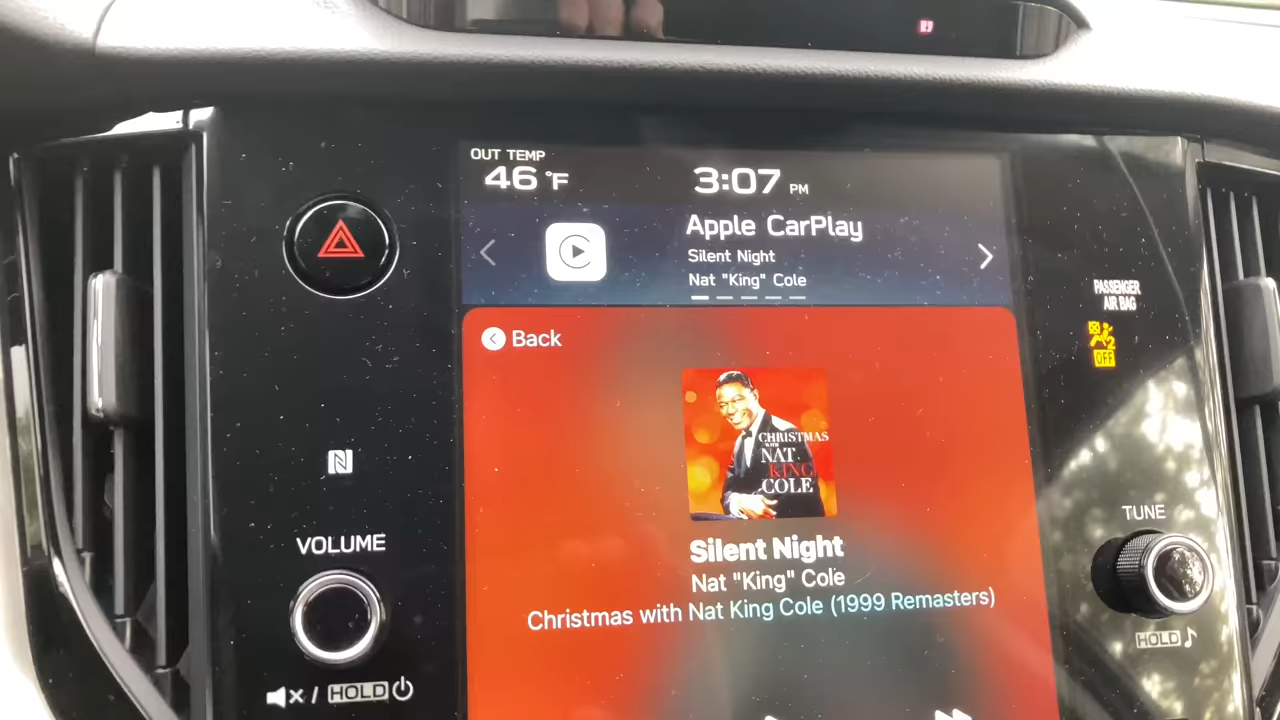 OUT TEMP
46 °F
3:07 PM
Apple CarPlay
Silent Night
Nat "King" Cole
PASSENGER
AIR BAG
2
OFF
Back
CHRISTMAS
WITH
NAT
KING
COLE
Silent Night
Nat "King" Cole
Christmas with Nat King Cole (1999 Remasters)
VOLUME
/ HOLD
TUNE
HOLD